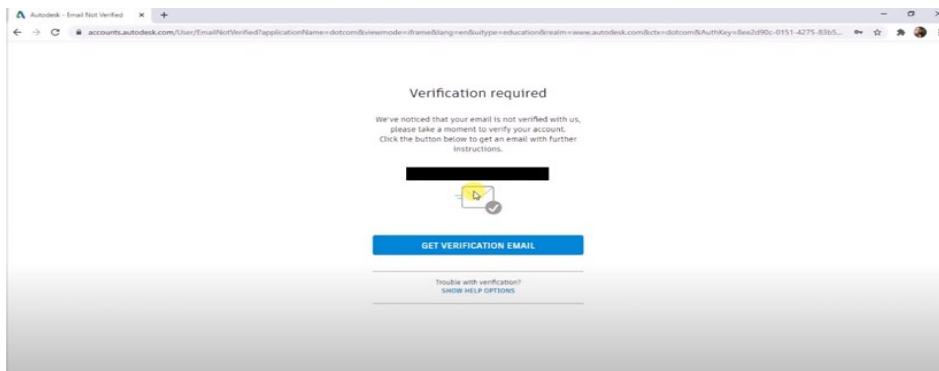 Autodesk - Email Not Verified
accounts.autodesk.com/User/EmailNotVerified?applicationName=dotcom&viewmode=iframe&lang=en&uitype=education&realm=www.autodesk.com&ctx=dotcom&AuthKey=8ee2d90c-0151-4275-83b5...
Verification required
We've noticed that your email is not verified with us,
please take a moment to verify your account.
Click the button below to get an email with further
instructions.
GET VERIFICATION EMAIL
Trouble with verification?
SHOW HELP OPTIONS